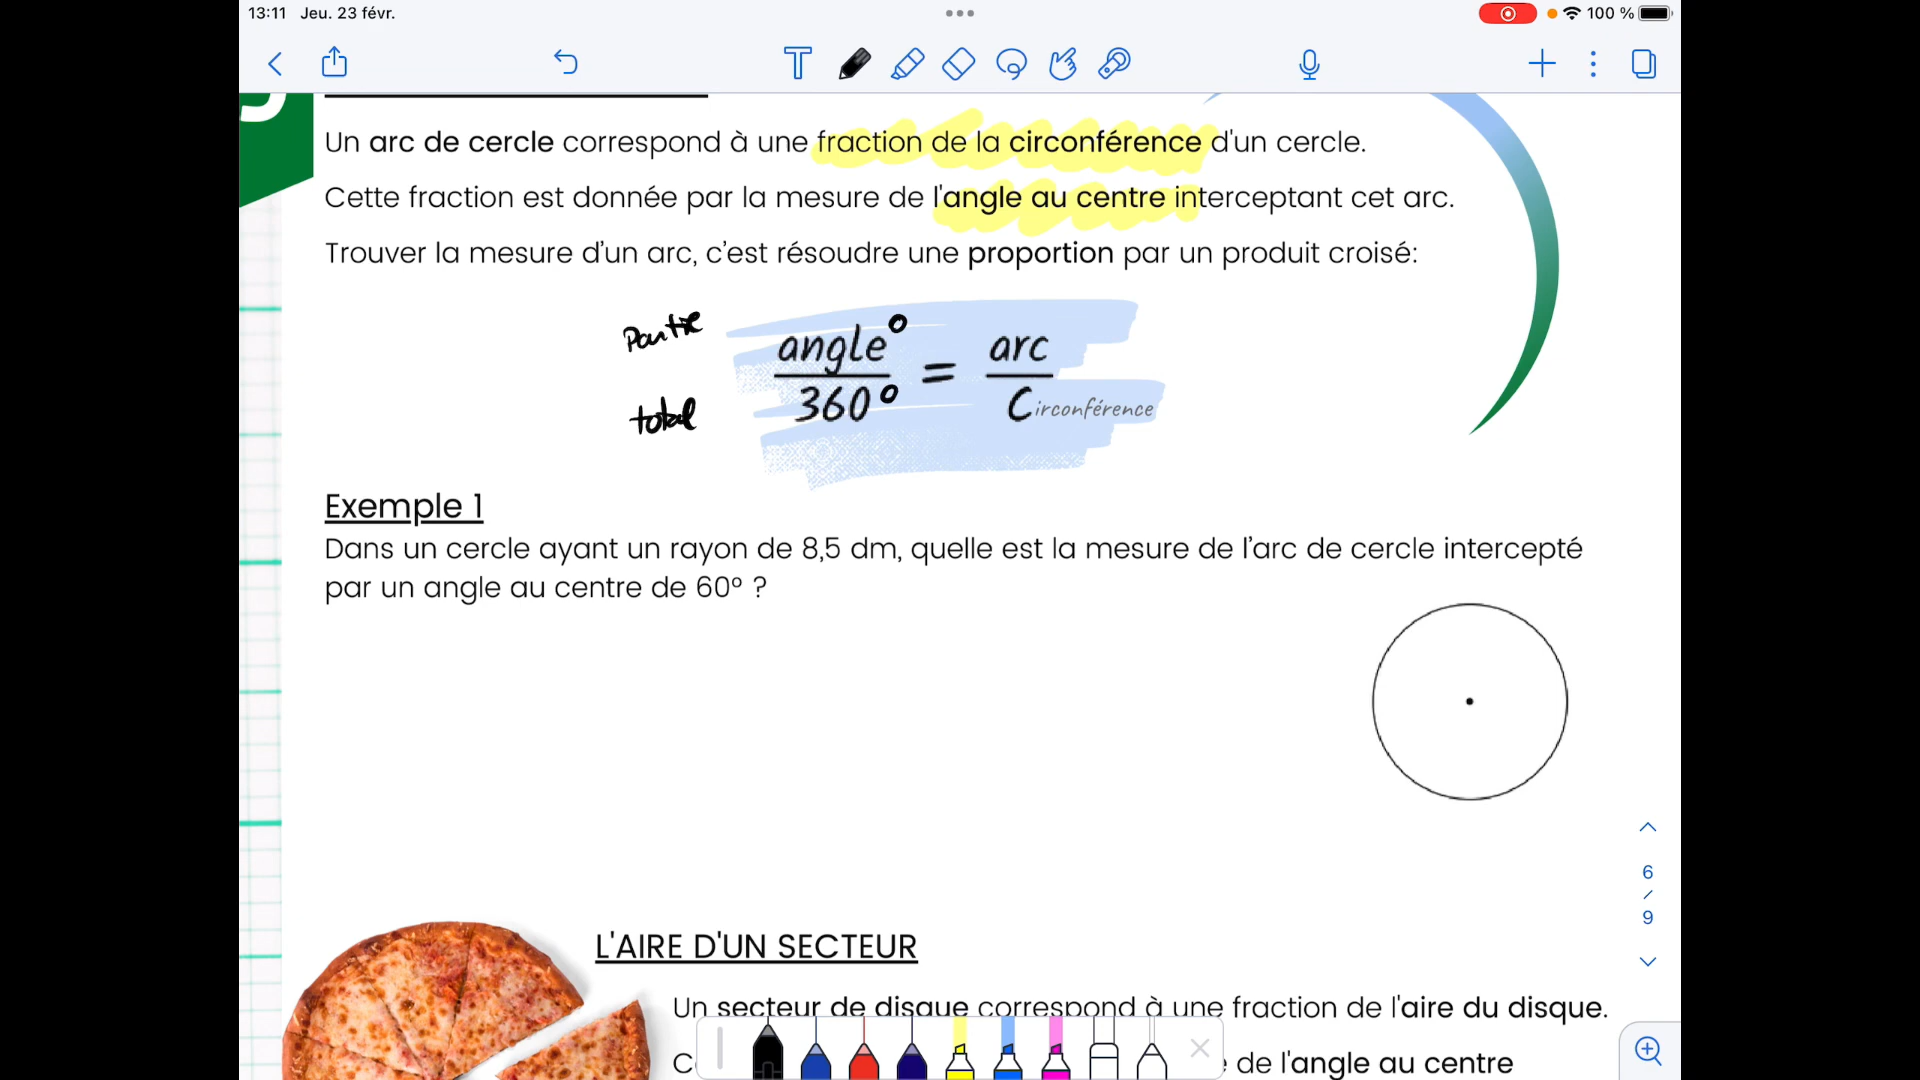 13:11 Jeu. 23 févr.
100 %
Un arc de cercle correspond à une fraction de la circonférence d'un cercle.
Cette fraction est donnée par la mesure de l'angle au centre interceptant cet arc.
Trouver la mesure d'un arc, c'est résoudre une proportion par un produit croisé:
Partie
angle° = arc
total
360° Circonférence
Exemple 1
Dans un cercle ayant un rayon de 8,5 dm, quelle est la mesure de l'arc de cercle intercepté
par un angle au centre de 60° ?
6
/
9
L'AIRE D'UN SECTEUR
Un secteur de disque correspond à une fraction de l'aire du disque.
de l'angle au centre